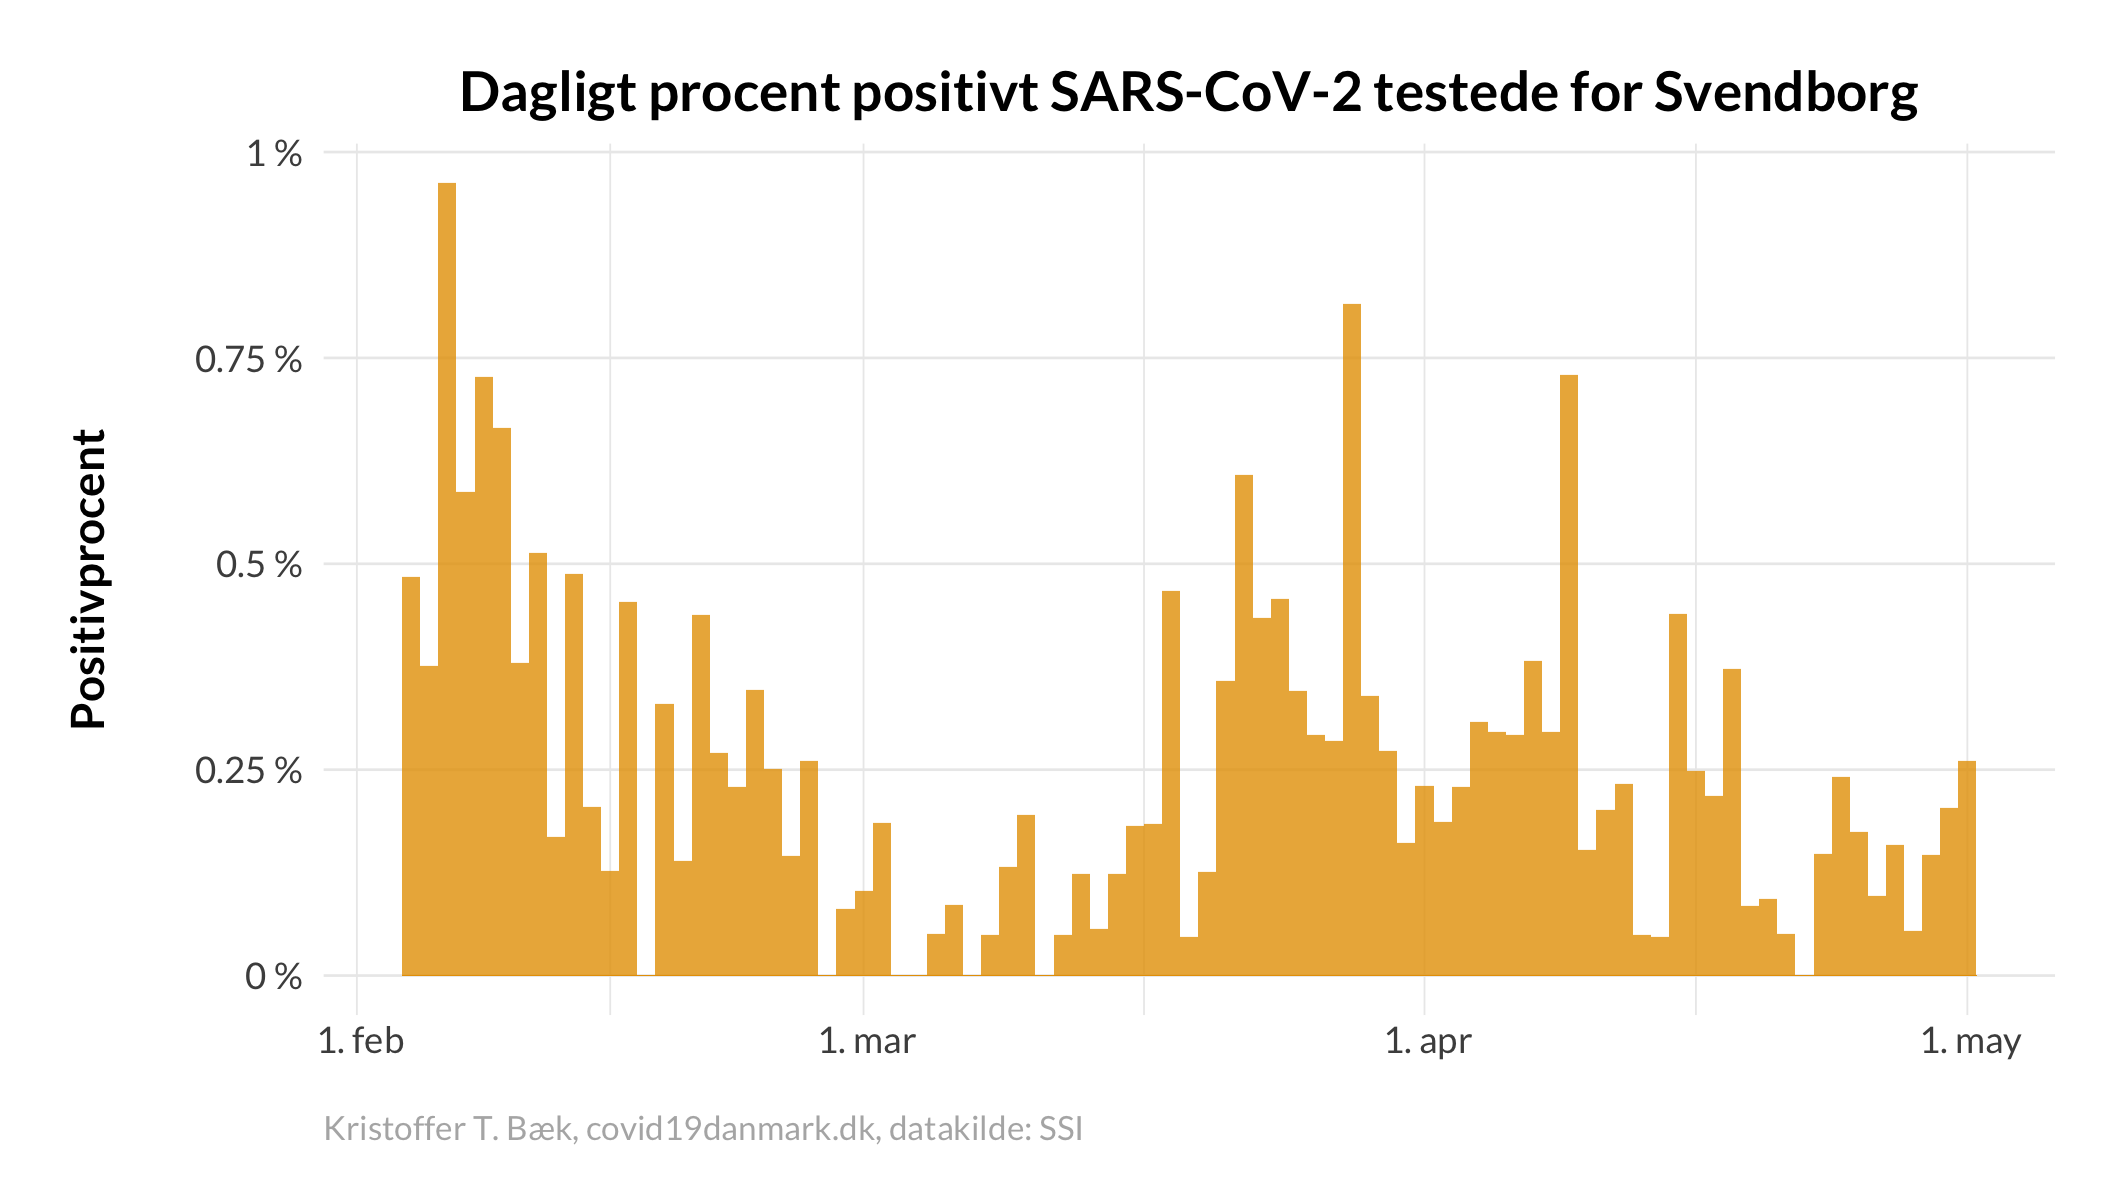 Dagligt procent positivt SARS-CoV-2 testede for Svendborg
1 %
0.75 %
0.5 %
0.25 %
0 %
Positivprocent
1. feb
1. mar
1. apr
1. may
Kristoffer T. Bæk, covid19danmark.dk, datakilde: SSI